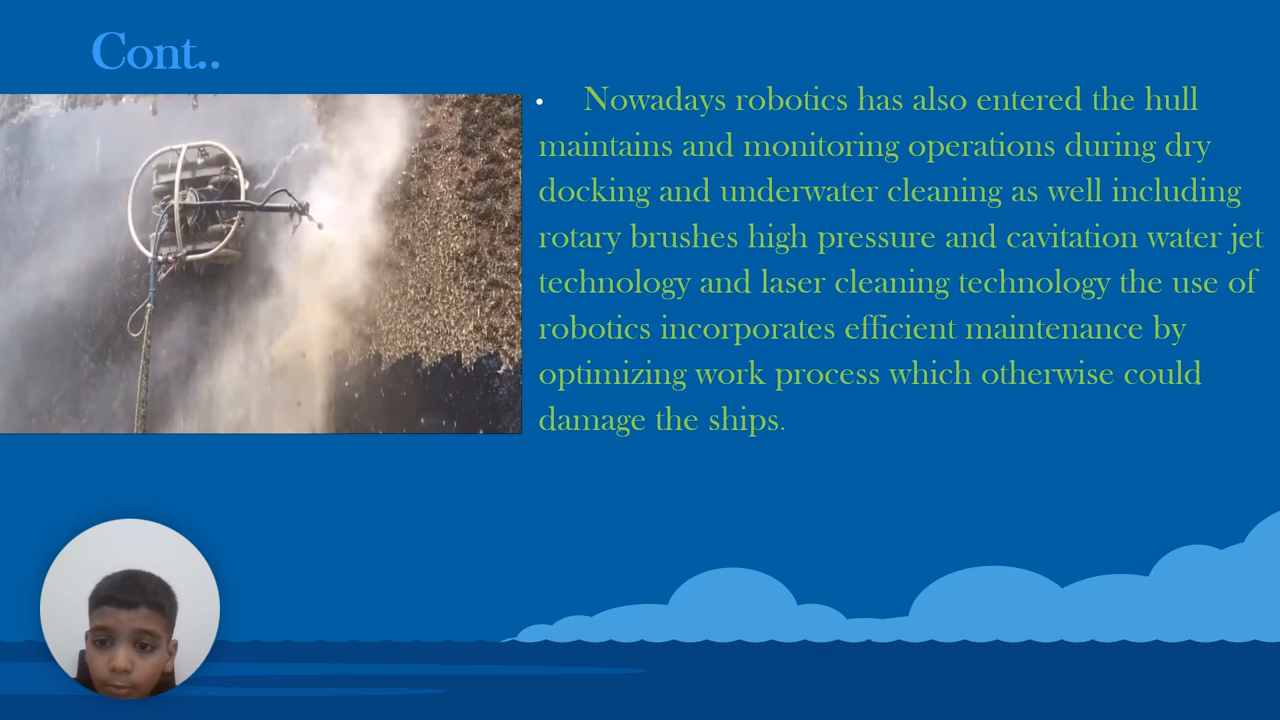 Cont..
• Nowadays robotics has also entered the hull
maintains and monitoring operations during dry
docking and underwater cleaning as well including
rotary brushes high pressure and cavitation water jet
technology and laser cleaning technology the use of
robotics incorporates efficient maintenance by
optimizing work process which otherwise could
damage the ships.